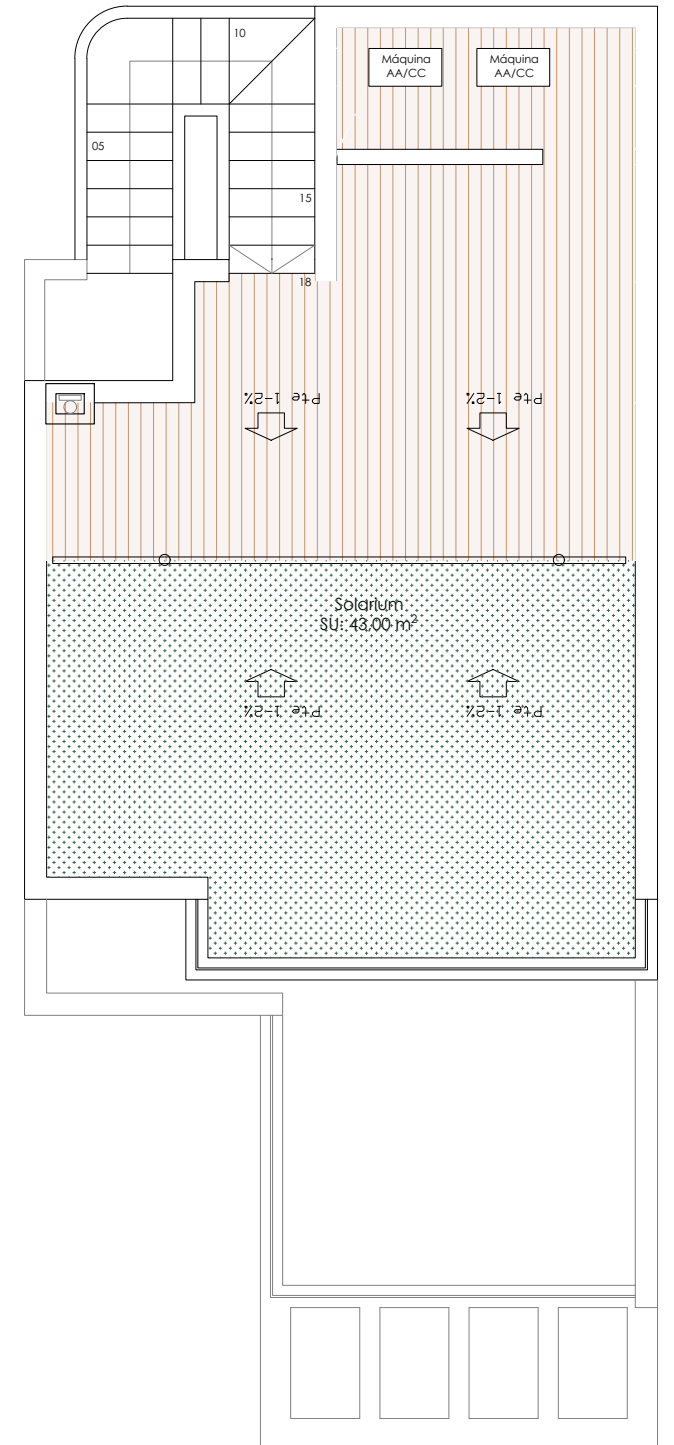 10
Máquina
AA/CC
Máquina
AA/CC
05
15
18
Pte 1-2%
Pte 1-2%
Solarium
SU: 43,00 m²
Pte 1-2%
Pte 1-2%